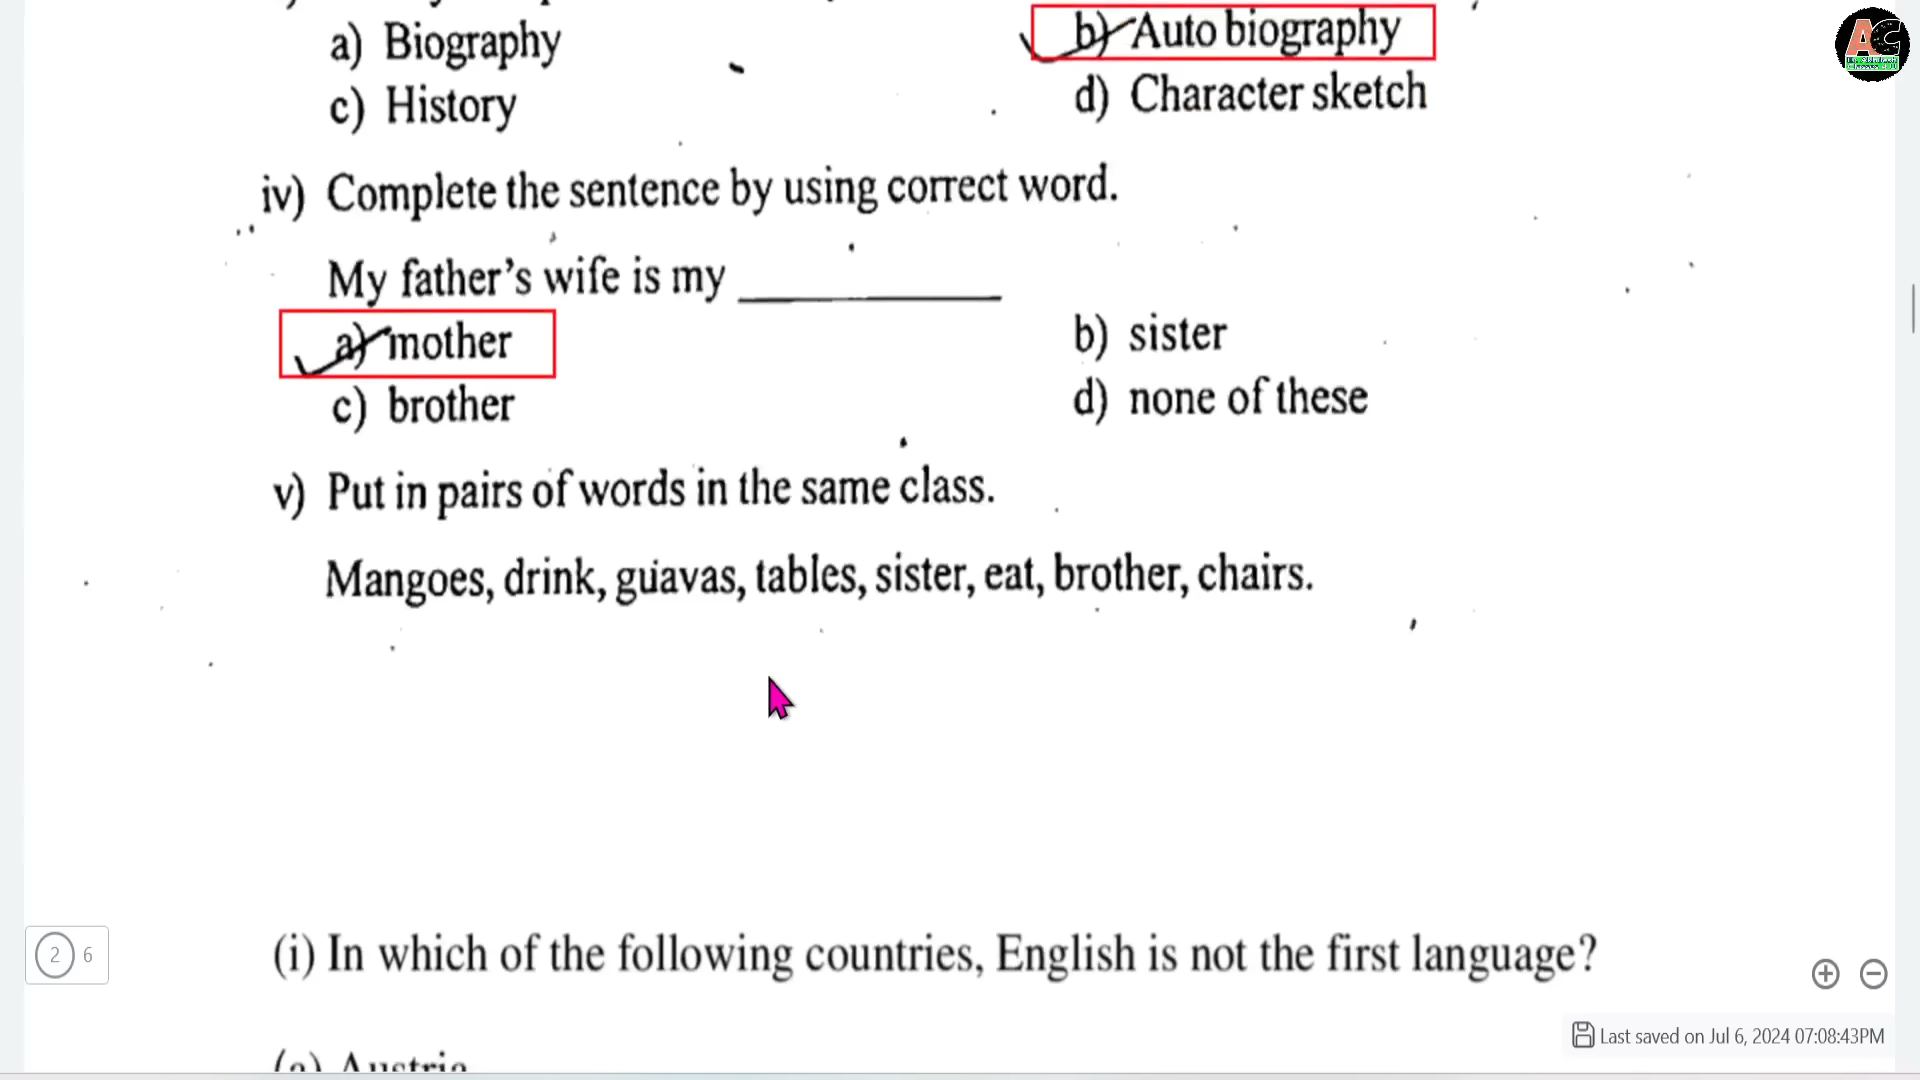 a) Biography
b) Auto biography
c) History
d) Character sketch
iv) Complete the sentence by using correct word.
My father's wife is my ____________
a) mother
b) sister
c) brother
d) none of these
v) Put in pairs of words in the same class.
Mangoes, drink, guavas, tables, sister, eat, brother, chairs.
(i) In which of the following countries, English is not the first language?
(a) Austria
2 6
Last saved on Jul 6, 2024 07:08:43PM
AC